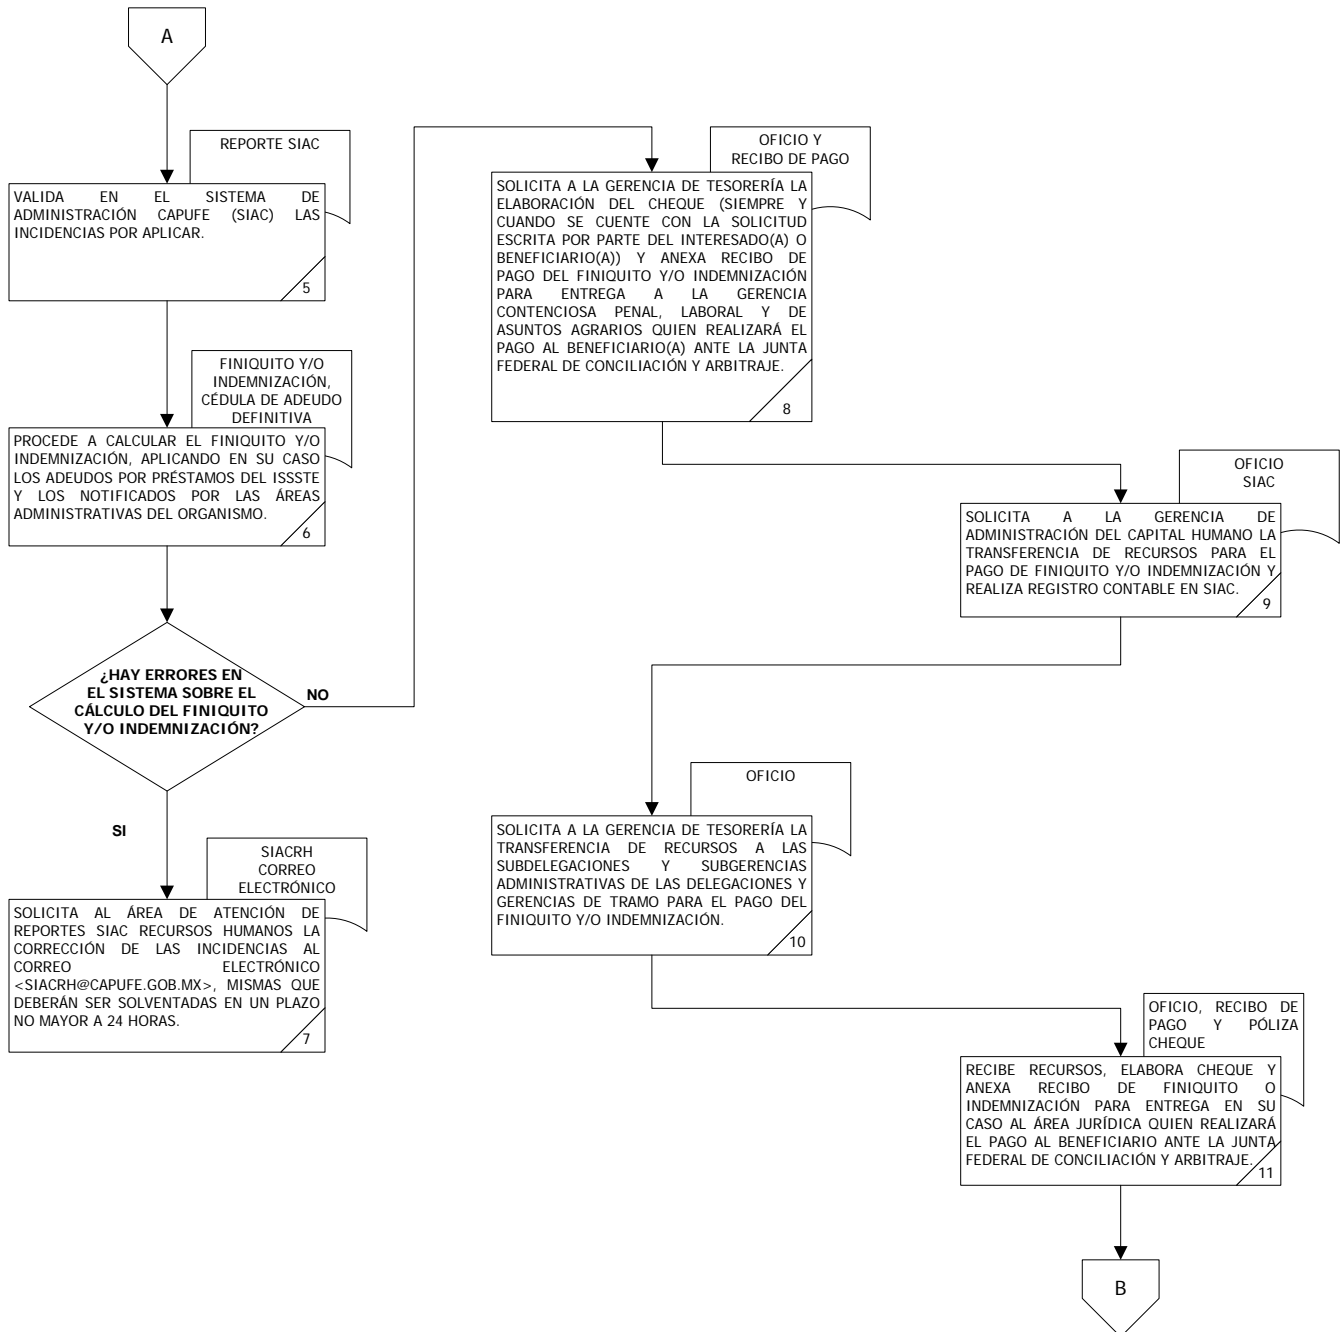 A
REPORTE SIAC
VALIDA EN EL SISTEMA DE
ADMINISTRACIÓN CAPUFE (SIAC) LAS
INCIDENCIAS POR APLICAR.
5
FINIQUITO Y/O
INDEMNIZACIÓN,
CÉDULA DE ADEUDO
DEFINITIVA
PROCEDE A CALCULAR EL FINIQUITO Y/O
INDEMNIZACIÓN, APLICANDO EN SU CASO
LOS ADEUDOS POR PRÉSTAMOS DEL ISSSTE
Y LOS NOTIFICADOS POR LAS ÁREAS
ADMINISTRATIVAS DEL ORGANISMO.
6
¿HAY ERRORES EN
EL SISTEMA SOBRE EL
CÁLCULO DEL FINIQUITO
Y/O INDEMNIZACIÓN?
NO
SI
SIACRH
CORREO
ELECTRÓNICO
SOLICITA AL ÁREA DE ATENCIÓN DE
REPORTES SIAC RECURSOS HUMANOS LA
CORRECCIÓN DE LAS INCIDENCIAS AL
CORREO ELECTRÓNICO
<SIACRH@CAPUFE.GOB.MX>, MISMAS QUE
DEBERÁN SER SOLVENTADAS EN UN PLAZO
NO MAYOR A 24 HORAS.
7
OFICIO Y
RECIBO DE PAGO
SOLICITA A LA GERENCIA DE TESORERÍA LA
ELABORACIÓN DEL CHEQUE (SIEMPRE Y
CUANDO SE CUENTE CON LA SOLICITUD
ESCRITA POR PARTE DEL INTERESADO(A) O
BENEFICIARIO(A)) Y ANEXA RECIBO DE
PAGO DEL FINIQUITO Y/O INDEMNIZACIÓN
PARA ENTREGA A LA GERENCIA
CONTENCIOSA PENAL, LABORAL Y DE
ASUNTOS AGRARIOS QUIEN REALIZARÁ EL
PAGO AL BENEFICIARIO(A) ANTE LA JUNTA
FEDERAL DE CONCILIACIÓN Y ARBITRAJE.
8
OFICIO
SIAC
SOLICITA A LA GERENCIA DE
ADMINISTRACIÓN DEL CAPITAL HUMANO LA
TRANSFERENCIA DE RECURSOS PARA EL
PAGO DE FINIQUITO Y/O INDEMNIZACIÓN Y
REALIZA REGISTRO CONTABLE EN SIAC.
9
OFICIO
SOLICITA A LA GERENCIA DE TESORERÍA LA
TRANSFERENCIA DE RECURSOS A LAS
SUBDELEGACIONES Y SUBGERENCIAS
ADMINISTRATIVAS DE LAS DELEGACIONES Y
GERENCIAS DE TRAMO PARA EL PAGO DEL
FINIQUITO Y/O INDEMNIZACIÓN.
10
OFICIO, RECIBO DE
PAGO Y PÓLIZA
CHEQUE
RECIBE RECURSOS, ELABORA CHEQUE Y
ANEXA RECIBO DE FINIQUITO O
INDEMNIZACIÓN PARA ENTREGA EN SU
CASO AL ÁREA JURÍDICA QUIEN REALIZARÁ
EL PAGO AL BENEFICIARIO ANTE LA JUNTA
FEDERAL DE CONCILIACIÓN Y ARBITRAJE.
11
B